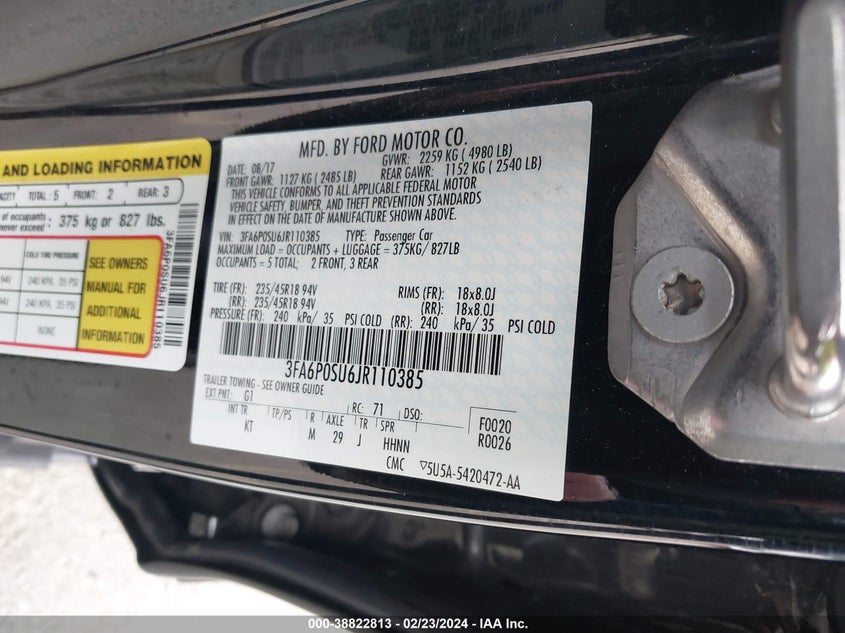 AND LOADING INFORMATION
TOTAL: 5 FRONT: 2 REAR: 3
of occupants 375 kg or 827 lbs.
COLD TIRE PRESSURE
94V 240 KPA, 35 PSI
94V 240 KPA, 35 PSI
NONE
SEE OWNERS
MANUAL FOR
ADDITIONAL
INFORMATION
3FA6P0SU6JR110385
MFD. BY FORD MOTOR CO.
DATE: 08/17 GVWR: 2259 KG ( 4980 LB)
FRONT GAWR: 1127 KG ( 2485 LB) REAR GAWR: 1152 KG ( 2540 LB)
THIS VEHICLE CONFORMS TO ALL APPLICABLE FEDERAL MOTOR
VEHICLE SAFETY, BUMPER, AND THEFT PREVENTION STANDARDS
IN EFFECT ON THE DATE OF MANUFACTURE SHOWN ABOVE.
VIN: 3FA6P0SU6JR110385 TYPE: Passenger Car
MAXIMUM LOAD = OCCUPANTS + LUGGAGE = 375KG/ 827LB
OCCUPANTS = 5 TOTAL; 2 FRONT, 3 REAR
TIRE (FR): 235/45R18 94V RIMS (FR): 18x8.0J
(RR): 235/45R18 94V (RR): 18x8.0J
PRESSURE (FR): 240 kPa/ 35 PSI COLD (RR): 240 kPa/ 35 PSI COLD
3FA6P0SU6JR110385
TRAILER TOWING - SEE OWNER GUIDE
EXT PNT: G1 RC: 71 DSO: F0020
INT TR TP/PS R AXLE TR SPR R0026
KT M 29 J HHNN
CMC ▽5U5A-5420472-AA
000-38822813 - 02/23/2024 - IAAI.COM